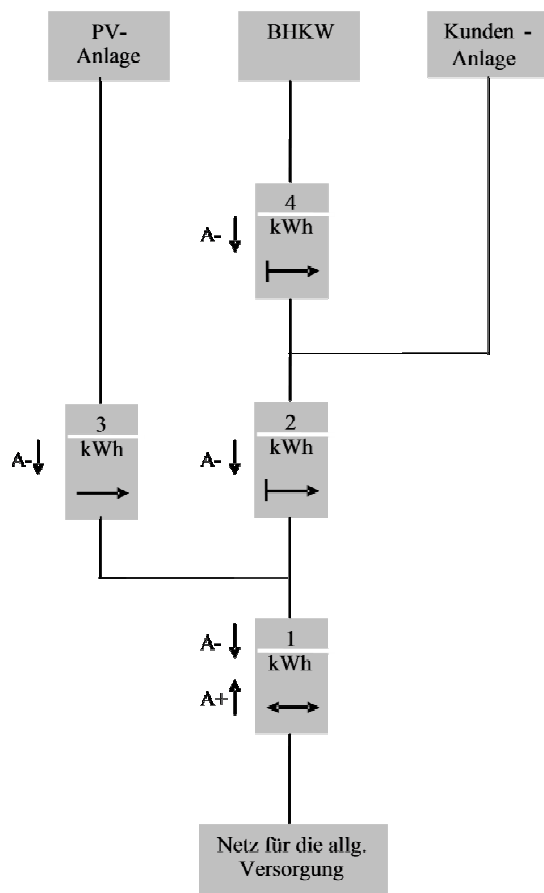 PV-
Anlage
BHKW
Kunden -
Anlage
4
kWh
A-
3
kWh
A-
2
kWh
A-
1
kWh
A-
A+
Netz für die allg.
Versorgung